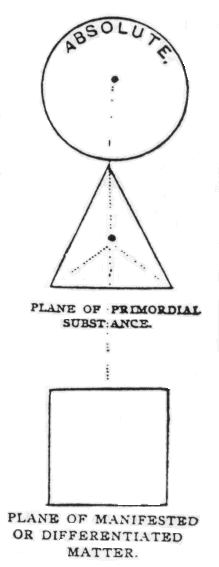 ABSOLUTE.
PLANE OF PRIMORDIAL
SUBSTANCE.
PLANE OF MANIFESTED
OR DIFFERENTIATED
MATTER.